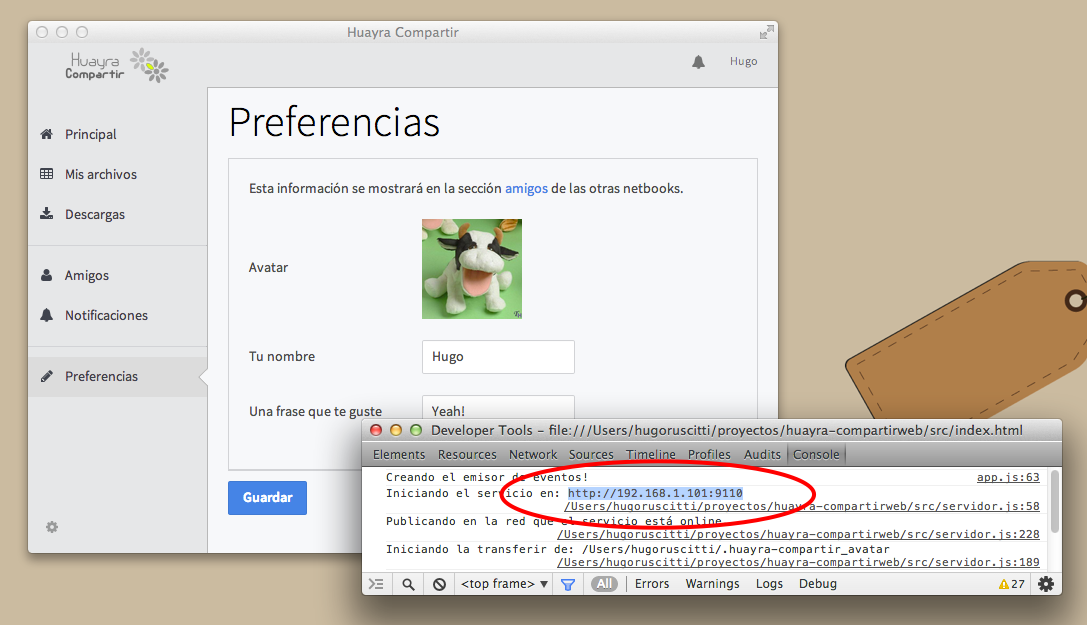 Huayra Compartir
Huayra
Compartir
Hugo
Principal
Mis archivos
Descargas
Amigos
Notificaciones
Preferencias
Preferencias
Esta información se mostrará en la sección amigos de las otras netbooks.
Avatar
Tu nombre
Hugo
Una frase que te guste
Yeah!
Guardar
Developer Tools - file:///Users/hugoruscitti/proyectos/huayra-compartirweb/src/index.html
Elements Resources Network Sources Timeline Profiles Audits Console
Creando el emisor de eventos! app.js:63
Iniciando el servicio en: http://192.168.1.101:9110
/Users/hugoruscitti/proyectos/huayra-compartirweb/src/servidor.js:58
Publicando en la red que el servicio está online
/Users/hugoruscitti/proyectos/huayra-compartirweb/src/servidor.js:228
Iniciando la transferir de: /Users/hugoruscitti/.huayra-compartir_avatar
/Users/hugoruscitti/proyectos/huayra-compartirweb/src/servidor.js:189
<top frame> All Errors Warnings Logs Debug 27